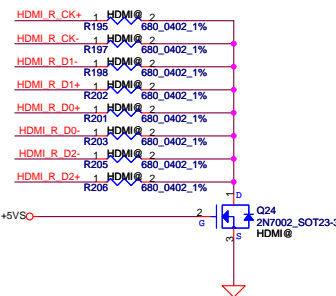 HDMI_R_CK+ 1 HDMI@ 2
R195 680_0402_1%
HDMI_R_CK- 1 HDMI@ 2
R197 680_0402_1%
HDMI_R_D1- 1 HDMI@ 2
R198 680_0402_1%
HDMI_R_D1+ 1 HDMI@ 2
R202 680_0402_1%
HDMI_R_D0+ 1 HDMI@ 2
R201 680_0402_1%
HDMI_R_D0- 1 HDMI@ 2
R203 680_0402_1%
HDMI_R_D2- 1 HDMI@ 2
R205 680_0402_1%
HDMI_R_D2+ 1 HDMI@ 2
R206 680_0402_1%
1 D
+5VS 2 G Q24
2N7002_SOT23-3
3 S HDMI@